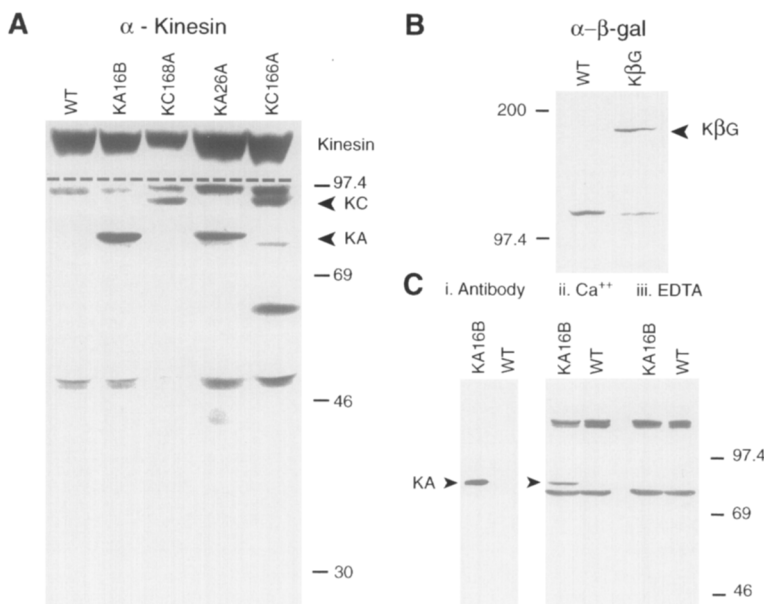 A
α - Kinesin
WT
KA16B
KC168A
KA26A
KC166A
Kinesin
97.4
KC
KA
69
46
30
B
α–β-gal
WT
KβG
200
KβG
97.4
C
i. Antibody
ii. Ca⁺⁺
iii. EDTA
KA16B
WT
KA16B
WT
KA16B
WT
KA
97.4
69
46